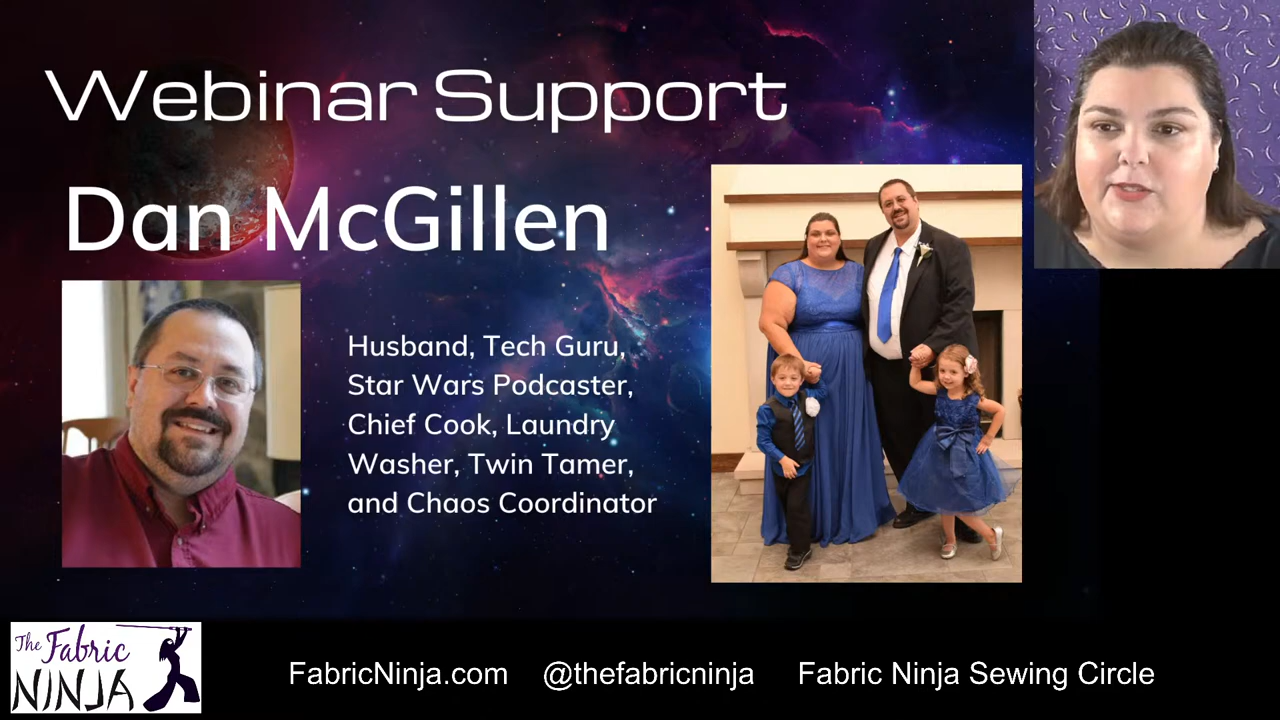 Webinar Support
Dan McGillen
Husband, Tech Guru,
Star Wars Podcaster,
Chief Cook, Laundry
Washer, Twin Tamer,
and Chaos Coordinator
The Fabric
NINJA
FabricNinja.com @thefabricninja Fabric Ninja Sewing Circle